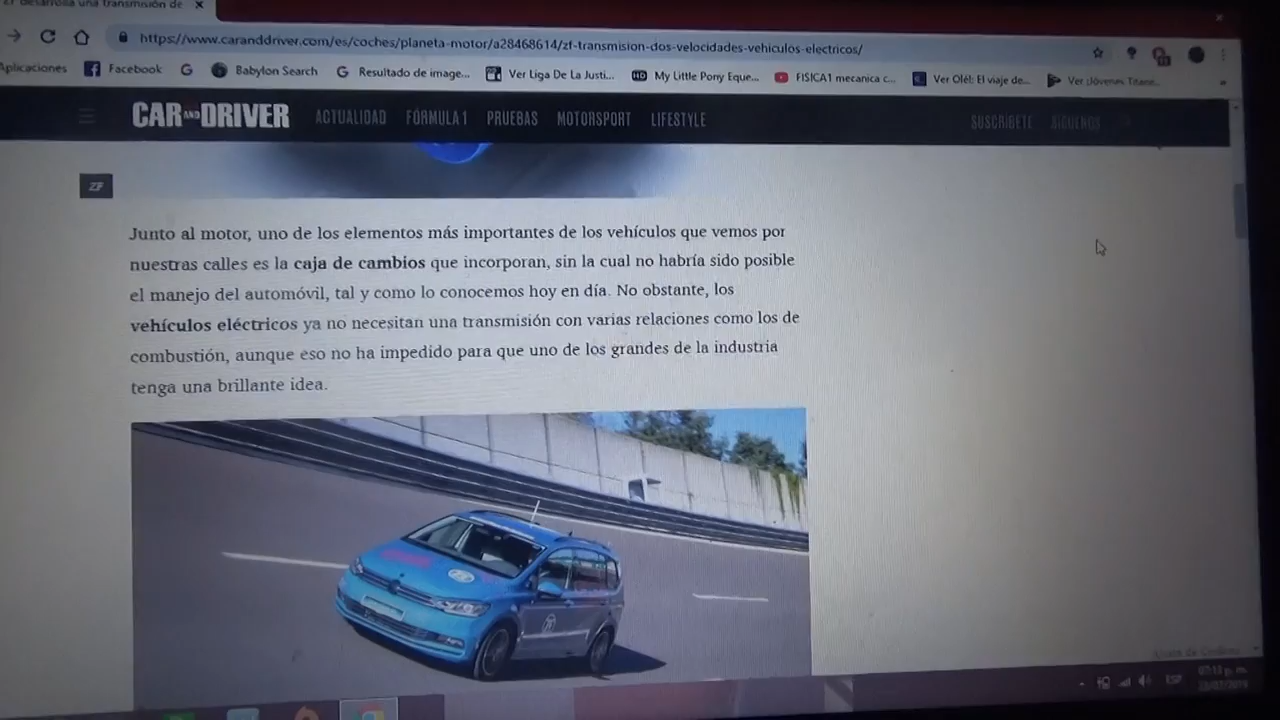 ZF desarrolla una transmisión de
https://www.caranddriver.com/es/coches/planeta-motor/a28468614/zf-transmision-dos-velocidades-vehiculos-electricos/
Aplicaciones Facebook Babylon Search Resultado de image... Ver Liga De La Justi... My Little Pony Eque... FISICA1 mecanica c... Ver Olé!: El viaje de... Ver ¡Jóvenes Titane...
CAR AND DRIVER ACTUALIDAD FÓRMULA 1 PRUEBAS MOTORSPORT LIFESTYLE SUSCRÍBETE SÍGUENOS
ZF
Junto al motor, uno de los elementos más importantes de los vehículos que vemos por
nuestras calles es la caja de cambios que incorporan, sin la cual no habría sido posible
el manejo del automóvil, tal y como lo conocemos hoy en día. No obstante, los
vehículos eléctricos ya no necesitan una transmisión con varias relaciones como los de
combustión, aunque eso no ha impedido para que uno de los grandes de la industria
tenga una brillante idea.
ESP
07:13 p. m.